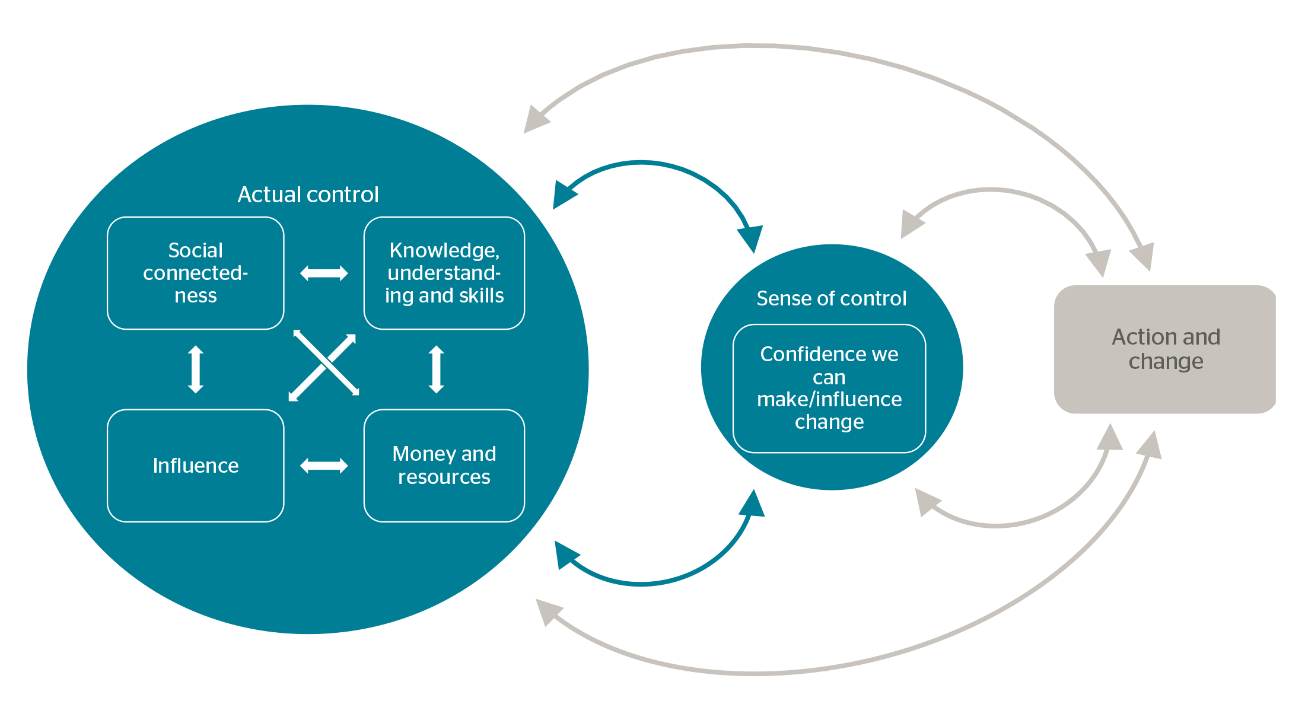 Actual control
Social
connected-
ness
Knowledge,
understand-
ing and skills
Influence
Money and
resources
Sense of control
Confidence we
can
make/influence
change
Action and
change